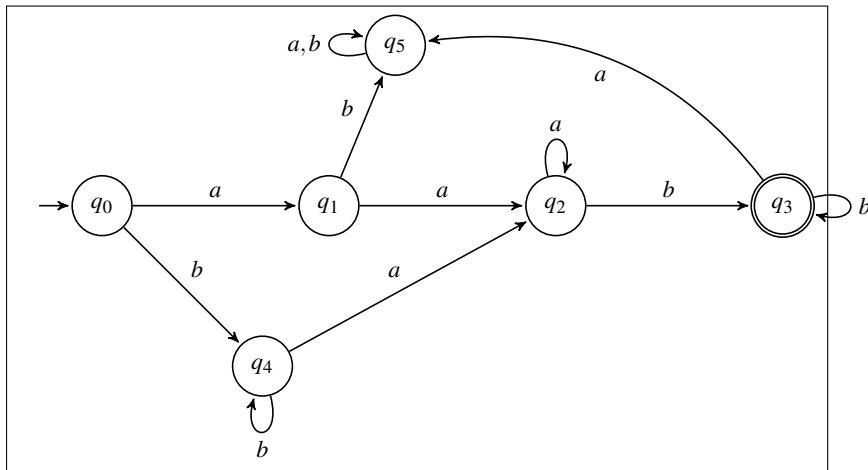 a,b q₅
a
b
a
q₀ a q₁ a q₂ b q₃ b
b a
q₄
b